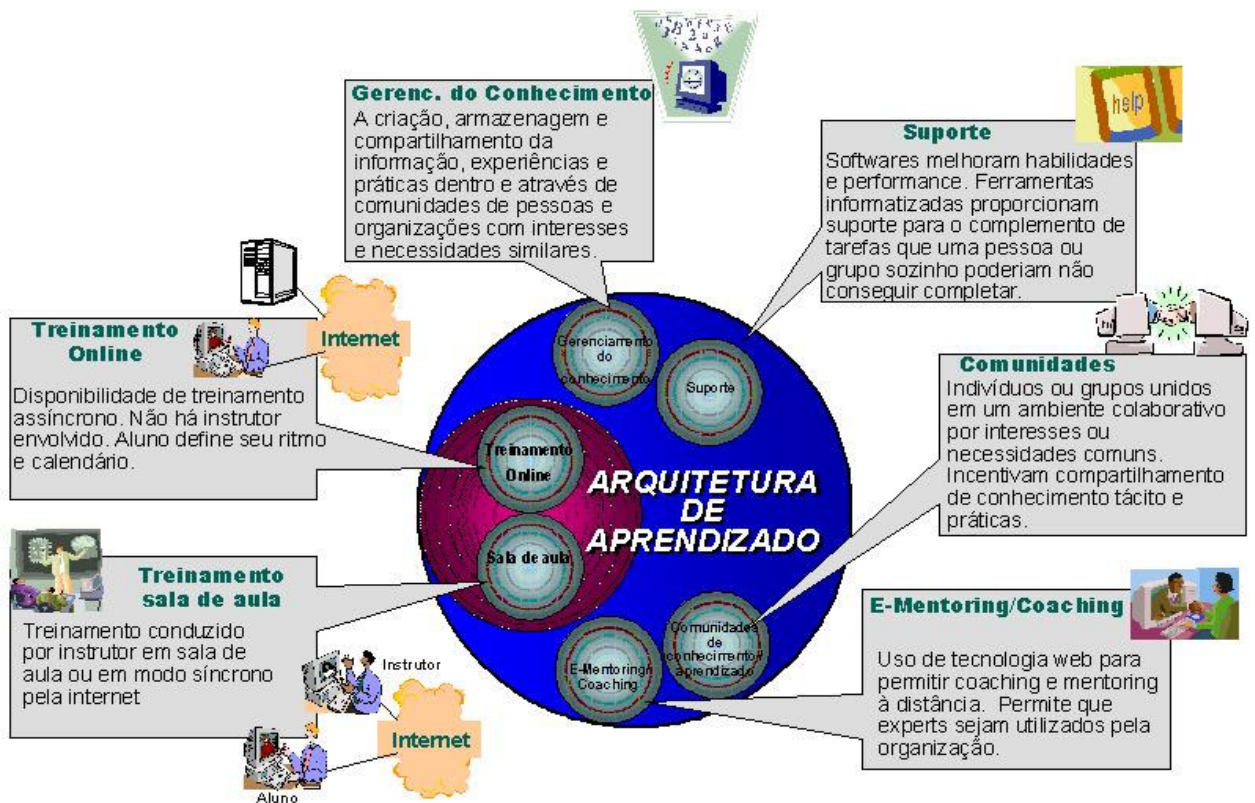 Gerenc. do Conhecimento
A criação, armazenagem e
compartilhamento da
informação, experiências e
práticas dentro e através de
comunidades de pessoas e
organizações com interesses
e necessidades similares.
help
Suporte
Softwares melhoram habilidades
e performance. Ferramentas
informatizadas proporcionam
suporte para o complemento de
tarefas que uma pessoa ou
grupo sozinho poderiam não
conseguir completar.
Treinamento
Online
Internet
Disponibilidade de treinamento
assíncrono. Não há instrutor
envolvido. Aluno define seu ritmo
e calendário.
Comunidades
Indivíduos ou grupos unidos
em um ambiente colaborativo
por interesses ou
necessidades comuns.
Incentivam compartilhamento
de conhecimento tácito e
práticas.
Gerenciamento
do
conhecimento
Suporte
Treinamento
Online
ARQUITETURA
DE
APRENDIZADO
Sala de aula
E-Mentoring/
Coaching
Comunidades
de
conhecimento/
aprendizado
Treinamento
sala de aula
Treinamento conduzido
por instrutor em sala de
aula ou em modo síncrono
pela internet
Instrutor
Internet
Aluno
E-Mentoring/Coaching
Uso de tecnologia web para
permitir coaching e mentoring
à distância. Permite que
experts sejam utilizados pela
organização.